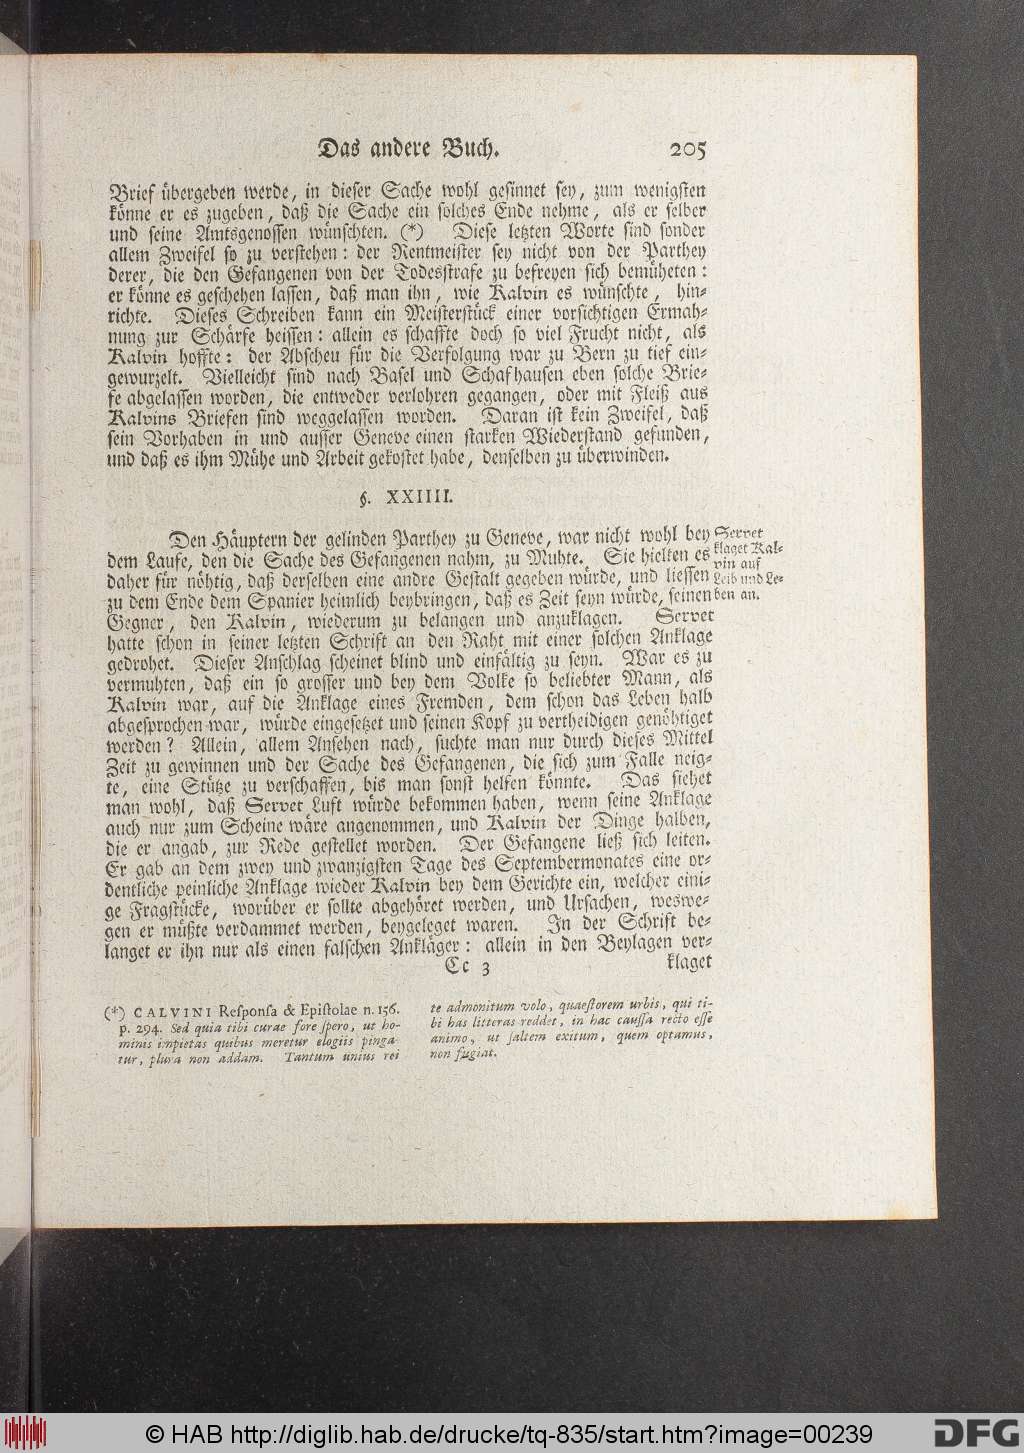 Das andere Buch. 205
Brief übergeben werde, in dieser Sache wohl gesinnet sey, zum wenigsten
könne er es zugeben, daß die Sache ein solches Ende nehme, als er selber
und seine Amtsgenossen wünschten. (*) Diese letzten Worte sind sonder
allem Zweifel so zu verstehen: der Rentmeister sey nicht von der Parthey
derer, die den Gefangenen von der Todesstrafe zu befreyen sich bemüheten:
er könne es geschehen lassen, daß man ihn, wie Kalvin es wünschte, hin-
richte. Dieses Schreiben kann ein Meisterstück einer vorsichtigen Ermah-
nung zur Schärfe heissen: allein es schaffte doch so viel Frucht nicht, als
Kalvin hoffte: der Abscheu für die Verfolgung war zu Bern zu tief ein-
gewurzelt. Vielleicht sind nach Basel und Schafhausen eben solche Brie-
fe abgelassen worden, die entweder verlohren gegangen, oder mit Fleiß aus
Kalvins Briefen sind weggelassen worden. Daran ist kein Zweifel, daß
sein Vorhaben in und ausser Geneve einen starken Wiederstand gefunden,
und daß es ihm Mühe und Arbeit gekostet habe, denselben zu überwinden.
§. XXIIII.
Den Häuptern der gelinden Parthey zu Geneve, war nicht wohl bey
dem Laufe, den die Sache des Gefangenen nahm, zu Muhte. Sie hielten es
daher für nöhtig, daß derselben eine andre Gestalt gegeben würde, und liessen
zu dem Ende dem Spanier heimlich beybringen, daß es Zeit seyn würde, seinen
Gegner, den Kalvin, wiederum zu belangen und anzuklagen. Servet
hatte schon in seiner letzten Schrift an den Raht mit einer solchen Anklage
gedrohet. Dieser Anschlag scheinet blind und einfältig zu seyn. War es zu
vermuhten, daß ein so grosser und bey dem Volke so beliebter Mann, als
Kalvin war, auf die Anklage eines Fremden, dem schon das Leben halb
abgesprochen war, würde eingesetzet und seinen Kopf zu vertheidigen genöhtiget
werden? Allein, allem Ansehen nach, suchte man nur durch dieses Mittel
Zeit zu gewinnen und der Sache des Gefangenen, die sich zum Falle neig-
te, eine Stütze zu verschaffen, bis man sonst helfen könnte. Das siehet
man wohl, daß Servet Luft würde bekommen haben, wenn seine Anklage
auch nur zum Scheine wäre angenommen, und Kalvin der Dinge halben,
die er angab, zur Rede gestellet worden. Der Gefangene ließ sich leiten.
Er gab an dem zwey und zwanzigsten Tage des Septembermonates eine or-
dentliche peinliche Anklage wieder Kalvin bey dem Gerichte ein, welcher eini-
ge Fragstücke, worüber er sollte abgehöret werden, und Ursachen, weswe-
gen er müßte verdammet werden, beygeleget waren. In der Schrift be-
langet er ihn nur als einen falschen Ankläger: allein in den Beylagen ver-
Cc 3 klaget
Servet
klaget Kal-
vin auf
Leib und Le-
ben an.
(*) CALVINI Responsa & Epistolae n. 156.
p. 294. Sed quia tibi curae fore spero, ut ho-
minis impietas quibus meretur elogiis pinga-
tur, plura non addam. Tantum unius rei
te admonitum volo, quaestorem urbis, qui ti-
bi has litteras reddet, in hac caussa recto esse
animo, ut saltem exitum, quem optamus,
non fugiat.
© HAB http://diglib.hab.de/drucke/tq-835/start.htm?image=00239
DFG